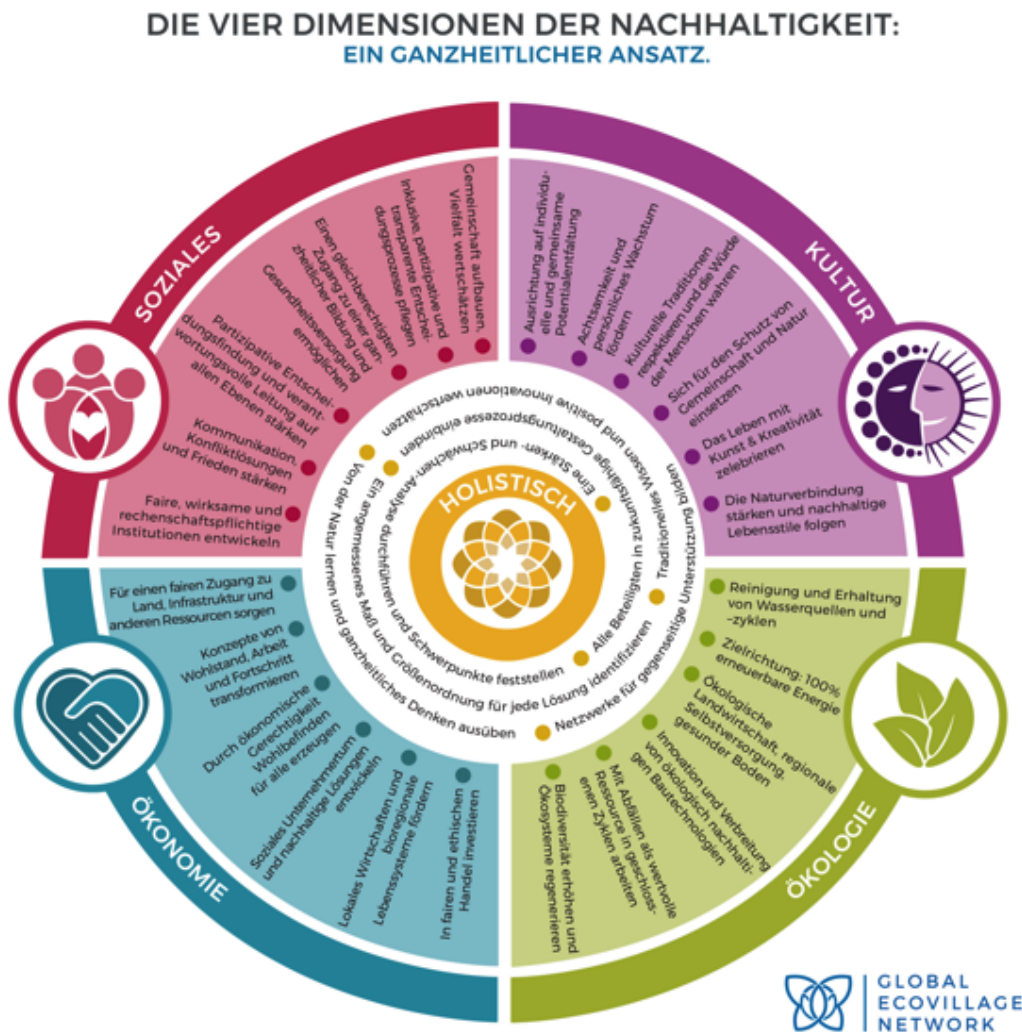 DIE VIER DIMENSIONEN DER NACHHALTIGKEIT:
EIN GANZHEITLICHER ANSATZ.
SOZIALES
Gemeinschaft aufbauen,
Vielfalt wertschätzen
Inklusive, partizipative und
transparente Entschei-
dungsprozesse pflegen
Einen gleichberechtigten
Zugang zu einer gan-
zheitlicher Bildung und
Gesundheitsversorgung
ermöglichen
Partizipative Entschei-
dungsfindung und verant-
wortungsvolle Leitung auf
allen Ebenen stärken
Kommunikation,
Konfliktlösungen
und Frieden stärken
Faire, wirksame und
rechenschaftspflichtige
Institutionen entwickeln
KULTUR
Ausrichtung auf individu-
elle und gemeinsame
Potentialentfaltung
Achtsamkeit und
persönliches Wachstum
fördern
Kulturelle Traditionen
respektieren und die Würde
der Menschen wahren
Sich für den Schutz von
Gemeinschaft und Natur
einsetzen
Das Leben mit
Kunst & Kreativität
zelebrieren
Die Naturverbindung
stärken und nachhaltige
Lebensstile folgen
HOLISTISCH
Eine Stärken- und Schwächen-Analyse durchführen und Schwerpunkte feststellen
Alle Beteiligten in zukunftsfähige Gestaltungsprozesse einbinden
Ein angemessenes Maß und Größenordnung für jede Lösung identifizieren
Traditionelles Wissen und positive Innovationen wertschätzen
Von der Natur lernen und ganzheitliches Denken ausüben
Netzwerke für gegenseitige Unterstützung bilden
ÖKONOMIE
Für einen fairen Zugang zu
Land, Infrastruktur und
anderen Ressourcen sorgen
Konzepte von
Wohlstand, Arbeit
und Fortschritt
transformieren
Durch ökonomische
Gerechtigkeit
Wohlbefinden
für alle erzeugen
Soziales Unternehmertum
und nachhaltige Lösungen
entwickeln
Lokales Wirtschaften und
bioregionale
Lebenssysteme fördern
In fairen und ethischen
Handel investieren
ÖKOLOGIE
Reinigung und Erhaltung
von Wasserquellen und
-zyklen
Zielrichtung: 100%
erneuerbare Energie
Ökologische
Landwirtschaft, regionale
Selbstversorgung,
gesunder Boden
Innovation und Verbreitung
von ökologisch nachhalti-
gen Bautechnologien
Mit Abfällen als wertvolle
Ressource in geschloss-
enen Zyklen arbeiten
Biodiversität erhöhen und
Ökosysteme regenerieren
GLOBAL
ECOVILLAGE
NETWORK